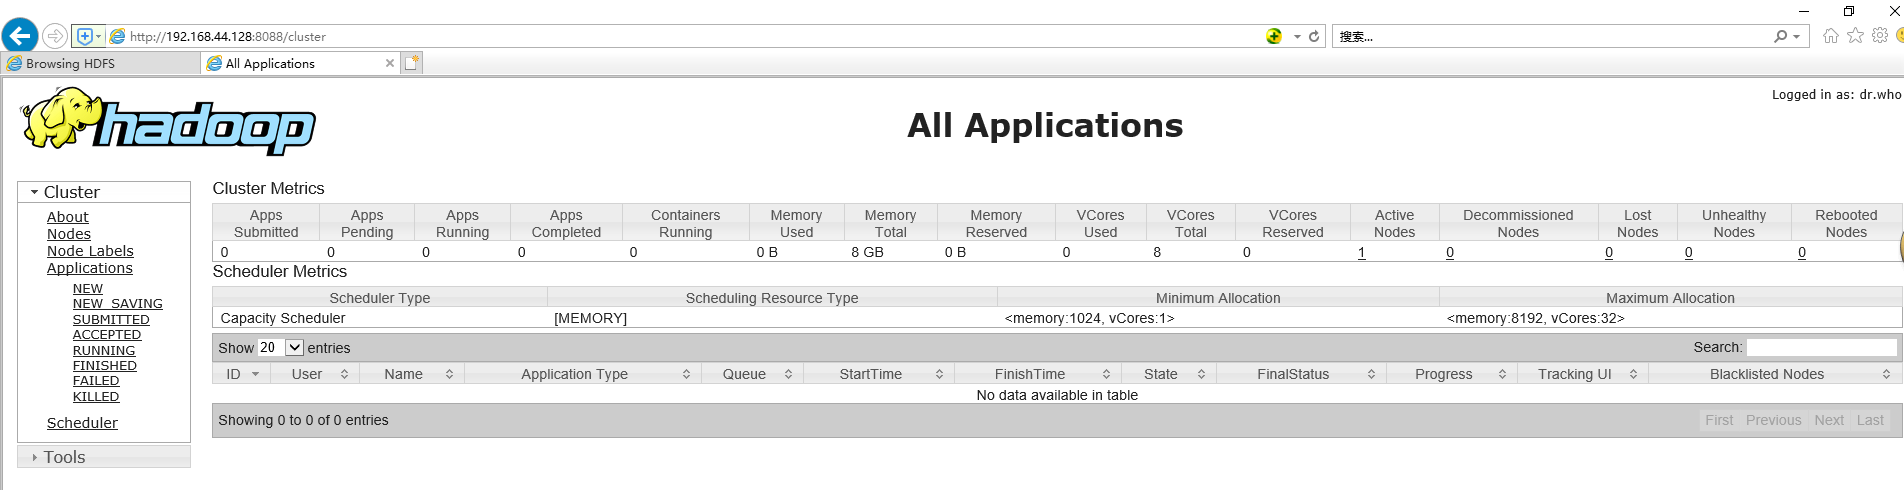 http://192.168.44.128:8088/cluster
搜索...
Browsing HDFS
All Applications
Logged in as: dr.who
hadoop
All Applications
Cluster
About
Nodes
Node Labels
Applications
NEW
NEW_SAVING
SUBMITTED
ACCEPTED
RUNNING
FINISHED
FAILED
KILLED
Scheduler
Tools
Cluster Metrics
Apps Submitted Apps Pending Apps Running Apps Completed Containers Running Memory Used Memory Total Memory Reserved VCores Used VCores Total VCores Reserved Active Nodes Decommissioned Nodes Lost Nodes Unhealthy Nodes Rebooted Nodes
0 0 0 0 0 0 B 8 GB 0 B 0 8 0 1 0 0 0 0
Scheduler Metrics
Scheduler Type Scheduling Resource Type Minimum Allocation Maximum Allocation
Capacity Scheduler [MEMORY] <memory:1024, vCores:1> <memory:8192, vCores:32>
Show 20 entries Search:
ID User Name Application Type Queue StartTime FinishTime State FinalStatus Progress Tracking UI Blacklisted Nodes
No data available in table
Showing 0 to 0 of 0 entries First Previous Next Last